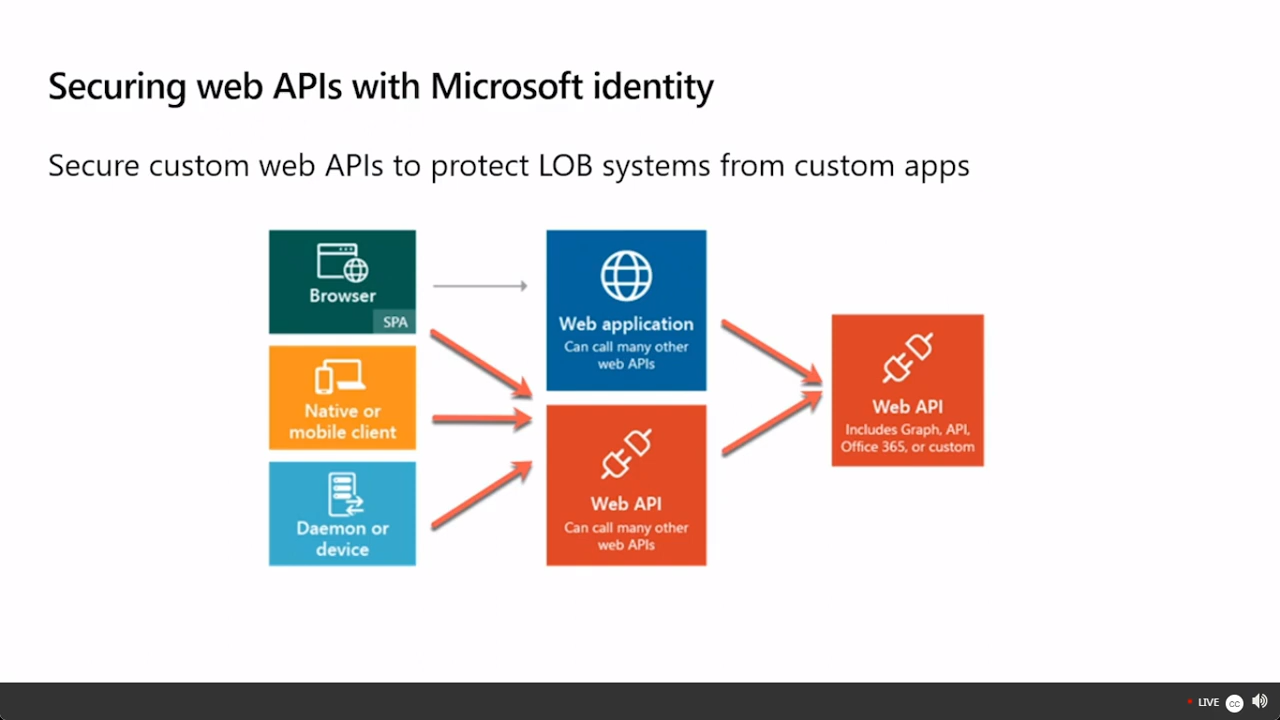 Securing web APIs with Microsoft identity
Secure custom web APIs to protect LOB systems from custom apps
Browser
SPA
Native or
mobile client
Daemon or
device
Web application
Can call many other
web APIs
Web API
Can call many other
web APIs
Web API
Includes Graph, API,
Office 365, or custom
LIVE
CC